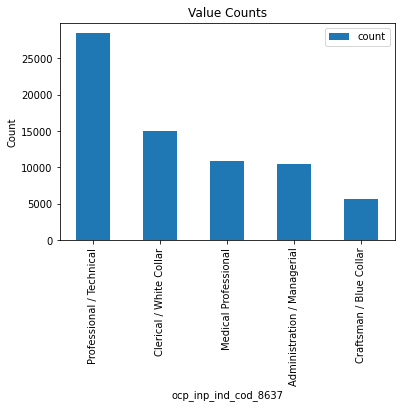 Value Counts
count
Count
25000
20000
15000
10000
5000
0
Professional / Technical
Clerical / White Collar
Medical Professional
Administration / Managerial
Craftsman / Blue Collar
ocp_inp_ind_cod_8637